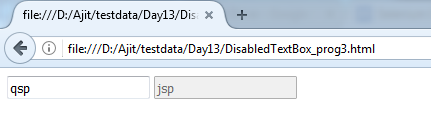 file:///D:/Ajit/testdata/Day13/Dis
file:///D:/Ajit/testdata/Day13/DisabledTextBox_prog3.html
qsp jsp